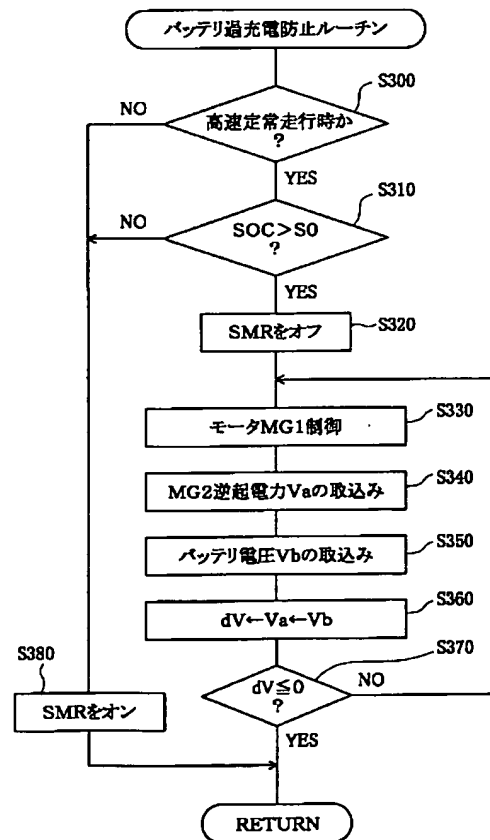 バッテリ過充電防止ルーチン
S300
NO
高速定常走行時か
?
YES
S310
NO
SOC>S0
?
YES
SMRをオフ
S320
S330
モータMG1制御
S340
MG2逆起電力Vaの取込み
S350
バッテリ電圧Vbの取込み
S360
dV←Va←Vb
S370
S380
dV≦0
?
NO
SMRをオン
YES
RETURN